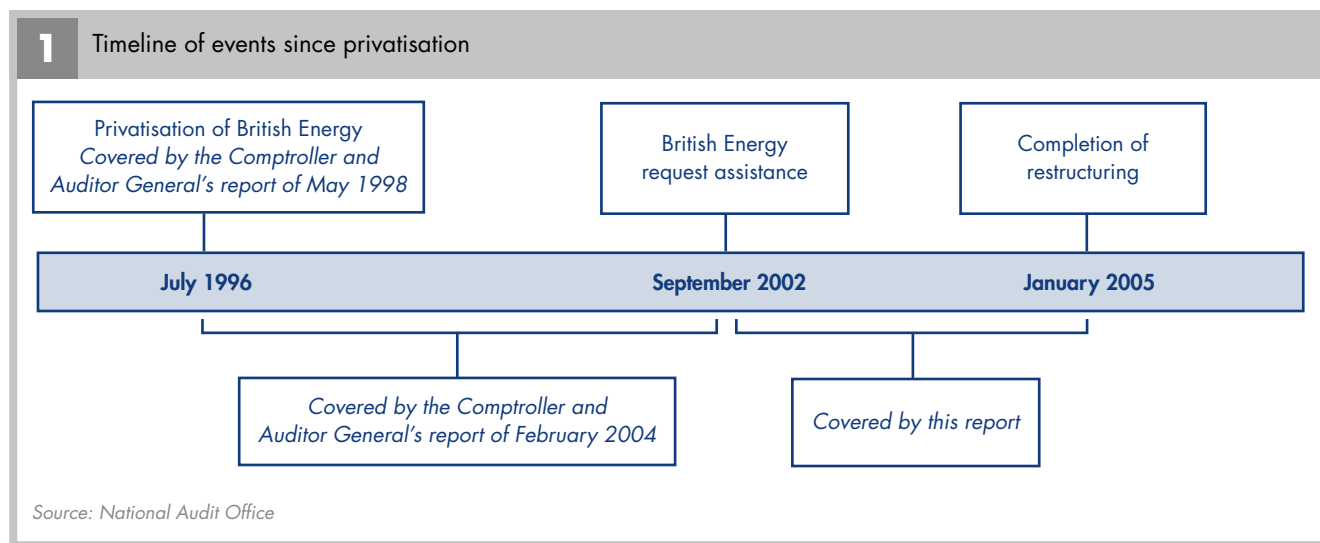 1
Timeline of events since privatisation
Privatisation of British Energy
Covered by the Comptroller and
Auditor General's report of May 1998
British Energy
request assistance
Completion of
restructuring
July 1996
September 2002
January 2005
Covered by the Comptroller and
Auditor General's report of February 2004
Covered by this report
Source: National Audit Office